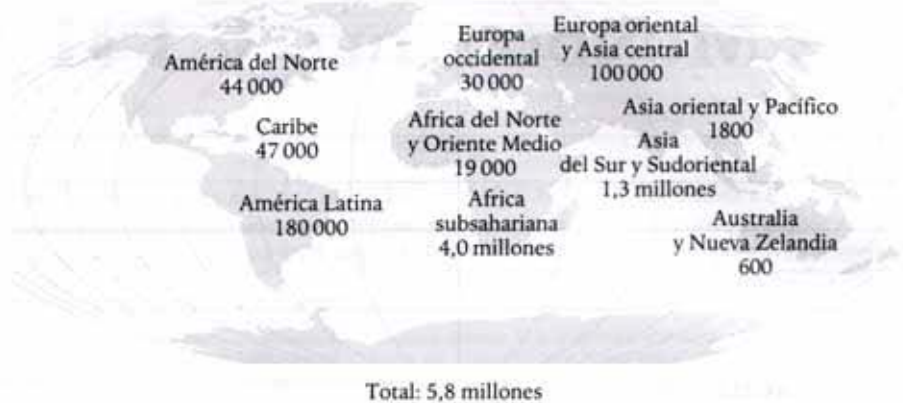 América del Norte
44 000
Europa
occidental
30 000
Europa oriental
y Asia central
100 000
Caribe
47 000
Africa del Norte
y Oriente Medio
19 000
Asia oriental y Pacífico
1800
Asia
del Sur y Sudoriental
1,3 millones
América Latina
180 000
Africa
subsahariana
4,0 millones
Australia
y Nueva Zelandia
600
Total: 5,8 millones